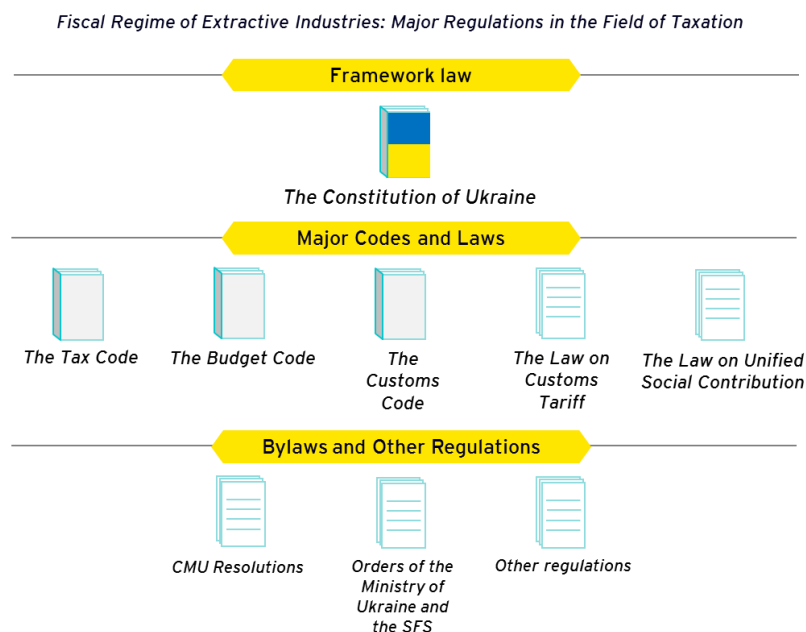 Fiscal Regime of Extractive Industries: Major Regulations in the Field of Taxation
Framework law
The Constitution of Ukraine
Major Codes and Laws
The Tax Code
The Budget Code
The
Customs
Code
The Law on
Customs
Tariff
The Law on Unified
Social Contribution
Bylaws and Other Regulations
CMU Resolutions
Orders of the
Ministry of
Ukraine and
the SFS
Other regulations